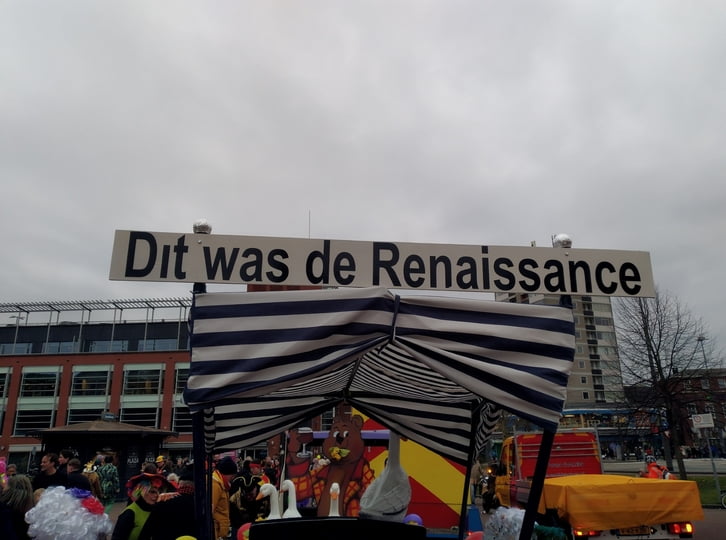 Dit was de Renaissance